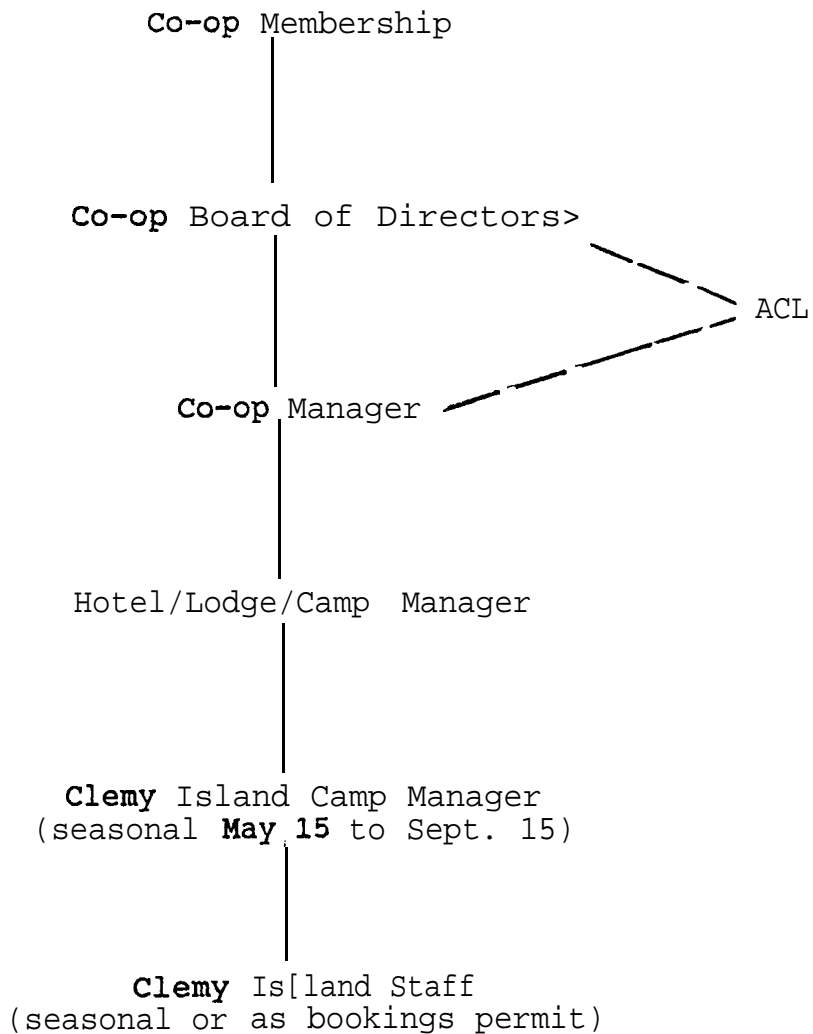 Co-op Membership
Co-op Board of Directors>
ACL
Co-op Manager
Hotel/Lodge/Camp Manager
Clemy Island Camp Manager
(seasonal May 15 to Sept. 15)
Clemy Is[land Staff
(seasonal or as bookings permit)